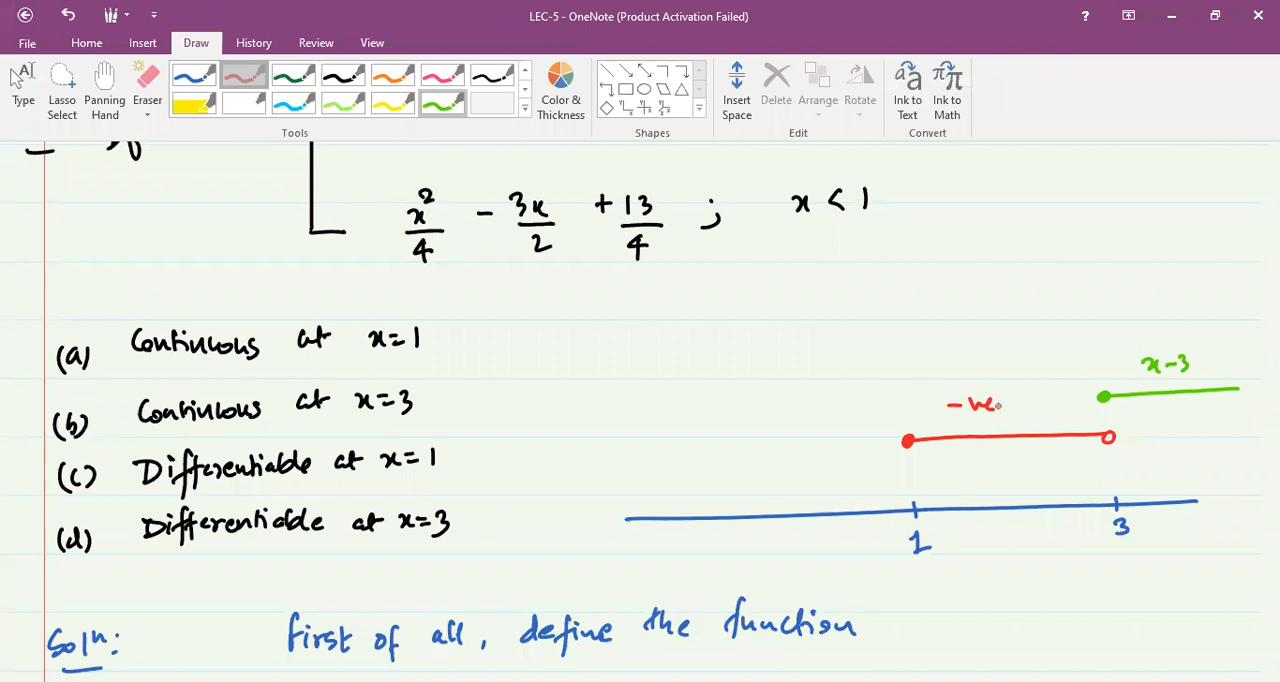 LEC-5 - OneNote (Product Activation Failed)
File Home Insert Draw History Review View
Type Lasso Select Panning Hand Eraser Color & Thickness Insert Space Delete Arrange Rotate Ink to Text Ink to Math
Tools Shapes Edit Convert
x²/4 - 3x/2 + 13/4 ; x < 1
(a) Continuous at x=1
x-3
(b) Continuous at x=3
-ve
(c) Differentiable at x=1
(d) Differentiable at x=3
1 3
Solⁿ: first of all, define the function